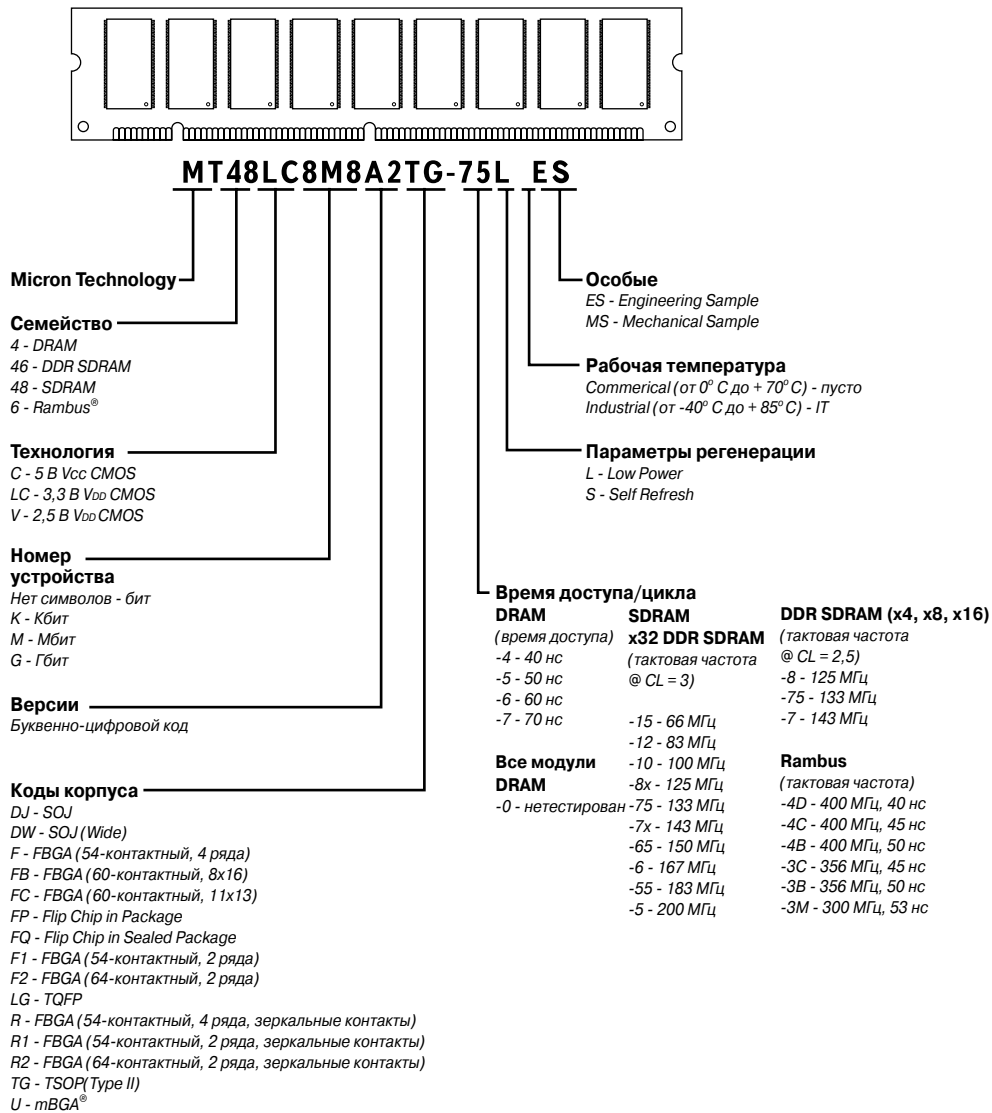 MT48LC8M8A2TG-75L ES
Micron Technology
Семейство
4 - DRAM
46 - DDR SDRAM
48 - SDRAM
6 - Rambus®
Технология
C - 5 В Vcc CMOS
LC - 3,3 В VDD CMOS
V - 2,5 В VDD CMOS
Номер
устройства
Нет символов - бит
K - Кбит
M - Мбит
G - Гбит
Версии
Буквенно-цифровой код
Коды корпуса
DJ - SOJ
DW - SOJ (Wide)
F - FBGA (54-контактный, 4 ряда)
FB - FBGA (60-контактный, 8x16)
FC - FBGA (60-контактный, 11x13)
FP - Flip Chip in Package
FQ - Flip Chip in Sealed Package
F1 - FBGA (54-контактный, 2 ряда)
F2 - FBGA (64-контактный, 2 ряда)
LG - TQFP
R - FBGA (54-контактный, 4 ряда, зеркальные контакты)
R1 - FBGA (54-контактный, 2 ряда, зеркальные контакты)
R2 - FBGA (64-контактный, 2 ряда, зеркальные контакты)
TG - TSOP(Type II)
U - mBGA®
Особые
ES - Engineering Sample
MS - Mechanical Sample
Рабочая температура
Commerical (от 0° C до + 70° C) - пусто
Industrial (от -40° C до + 85° C) - IT
Параметры регенерации
L - Low Power
S - Self Refresh
Время доступа/цикла
DRAM
(время доступа)
-4 - 40 нс
-5 - 50 нс
-6 - 60 нс
-7 - 70 нс
Все модули
DRAM
-0 - нетестирован
SDRAM
x32 DDR SDRAM
(тактовая частота
@ CL = 3)
-15 - 66 МГц
-12 - 83 МГц
-10 - 100 МГц
-8x - 125 МГц
-75 - 133 МГц
-7x - 143 МГц
-65 - 150 МГц
-6 - 167 МГц
-55 - 183 МГц
-5 - 200 МГц
DDR SDRAM (x4, x8, x16)
(тактовая частота
@ CL = 2,5)
-8 - 125 МГц
-75 - 133 МГц
-7 - 143 МГц
Rambus
(тактовая частота)
-4D - 400 МГц, 40 нс
-4C - 400 МГц, 45 нс
-4B - 400 МГц, 50 нс
-3C - 356 МГц, 45 нс
-3B - 356 МГц, 50 нс
-3M - 300 МГц, 53 нс